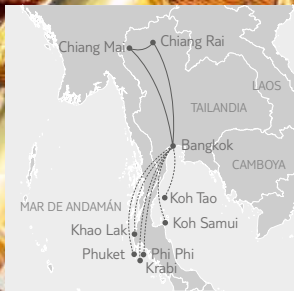 Chiang Mai
Chiang Rai
LAOS
TAILANDIA
Bangkok
CAMBOYA
Koh Tao
MAR DE ANDAMÁN
Koh Samui
Khao Lak
Phuket
Phi Phi
Krabi